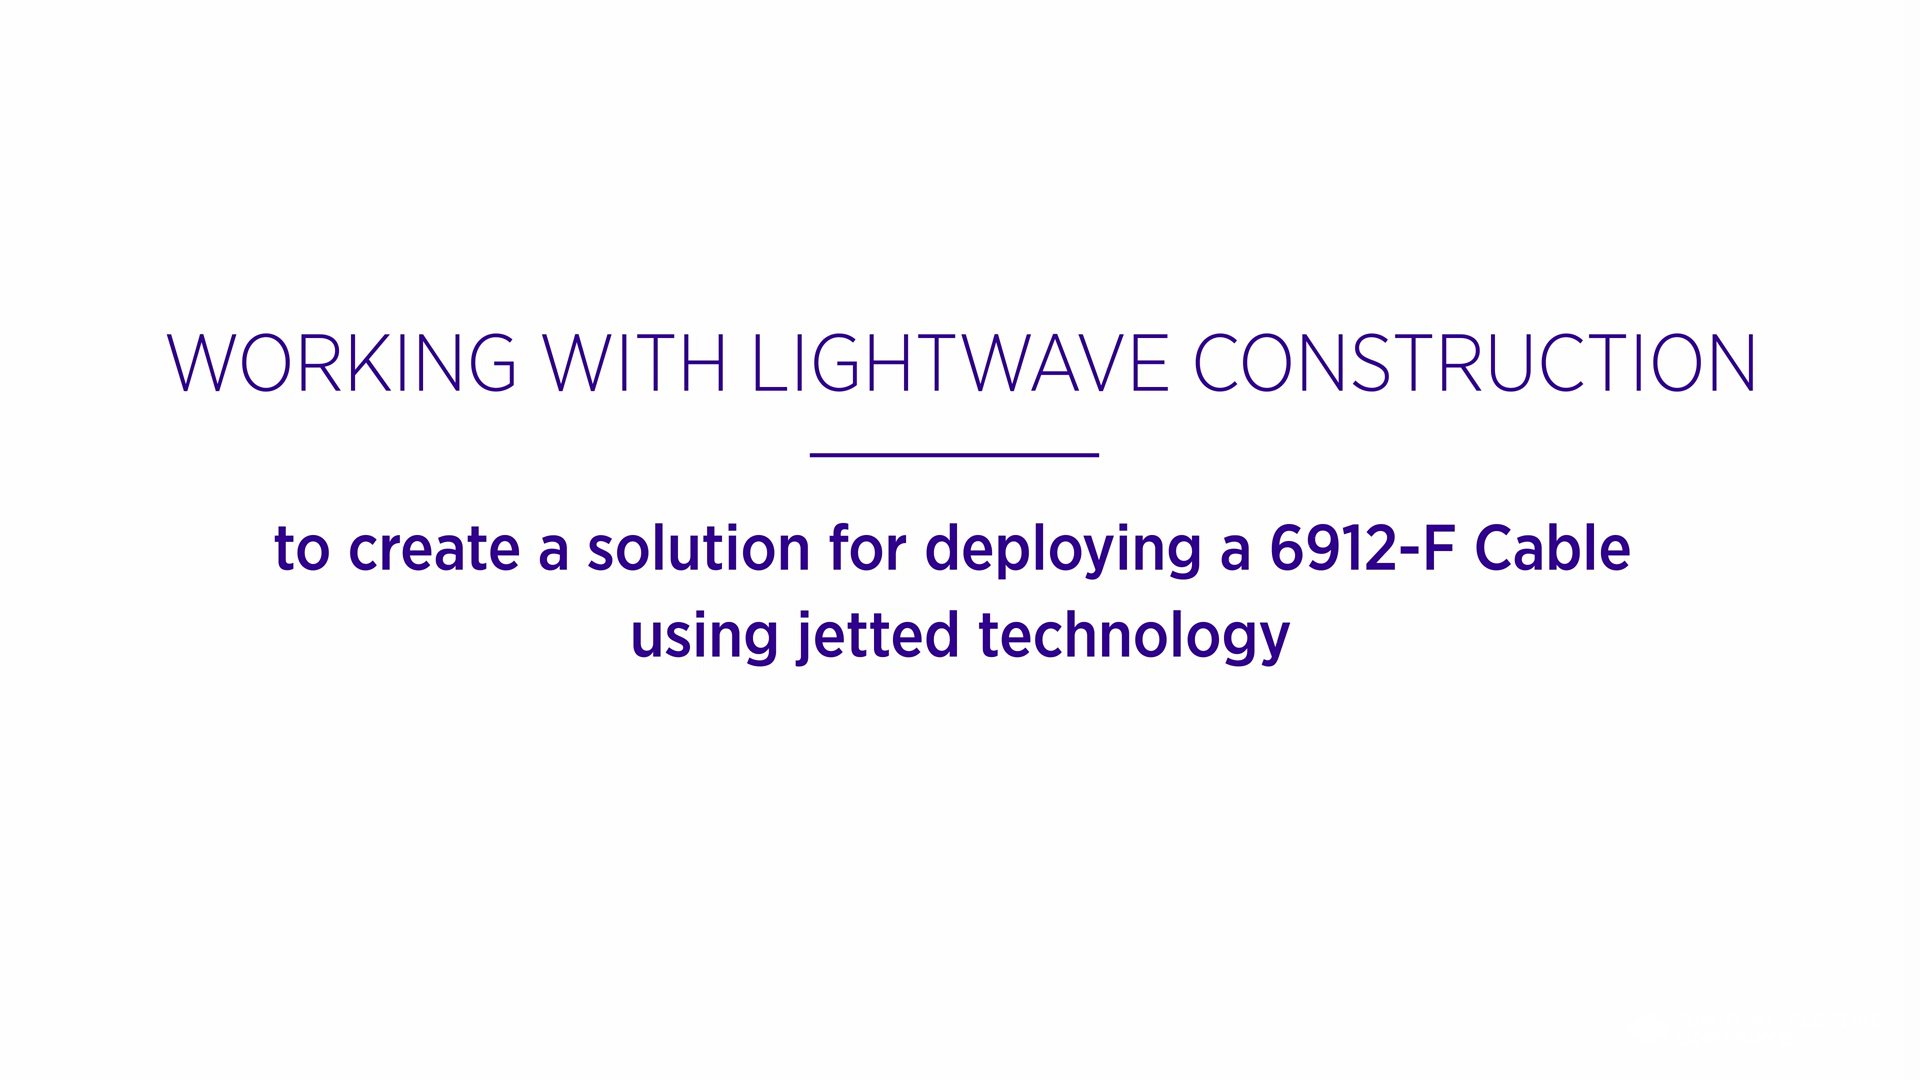 WORKING WITH LIGHTWAVE CONSTRUCTION
to create a solution for deploying a 6912-F Cable
using jetted technology